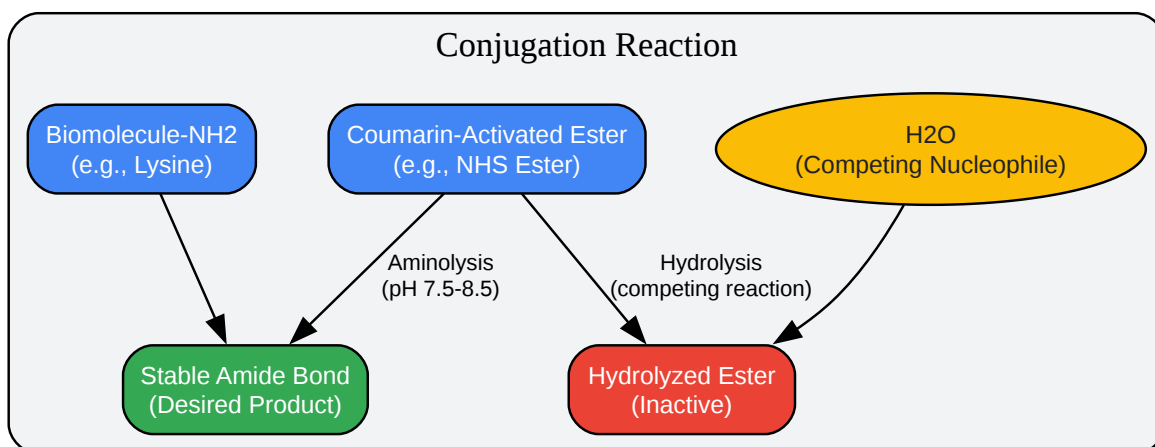 Conjugation Reaction
Biomolecule-NH2
(e.g., Lysine)
Coumarin-Activated Ester
(e.g., NHS Ester)
H2O
(Competing Nucleophile)
Aminolysis
(pH 7.5-8.5)
Hydrolysis
(competing reaction)
Stable Amide Bond
(Desired Product)
Hydrolyzed Ester
(Inactive)